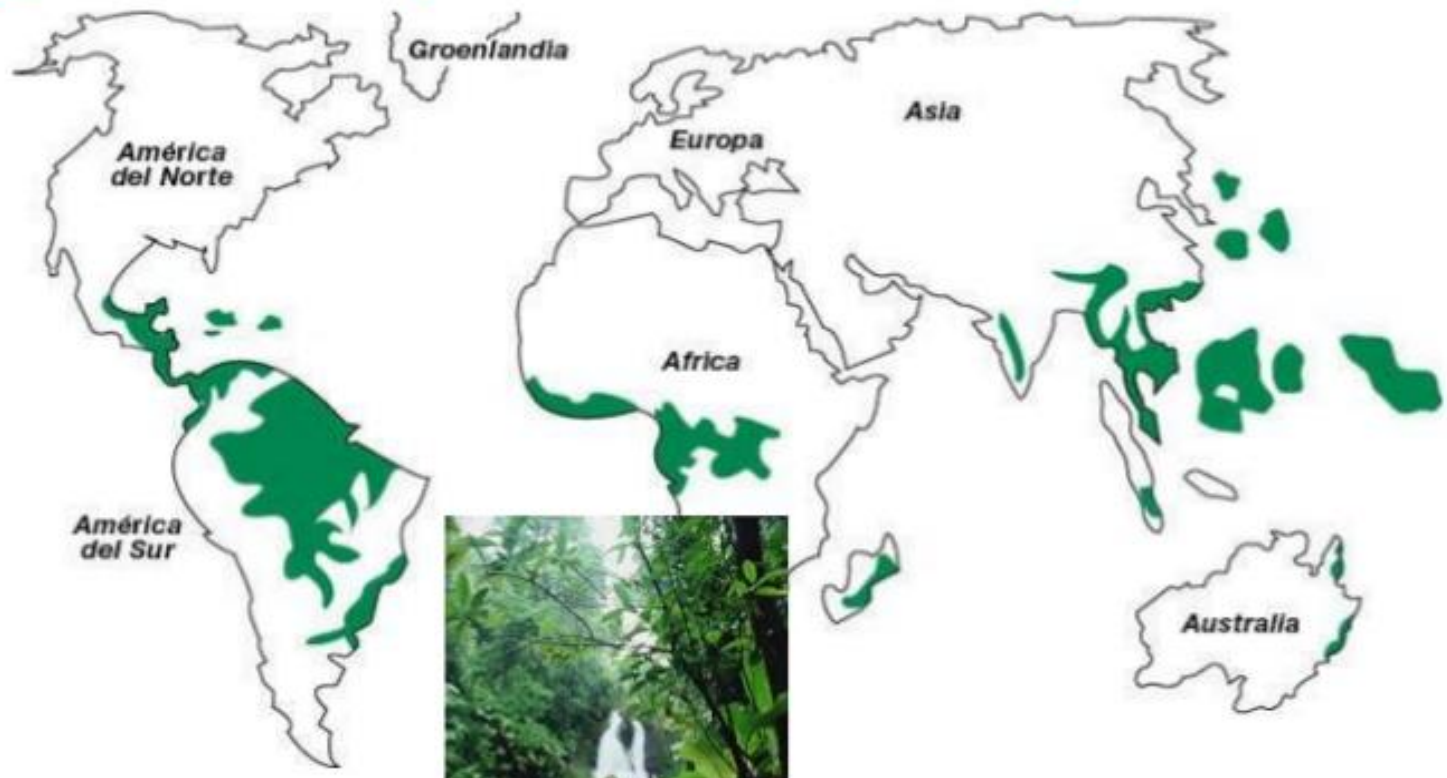 Groenlandia
América
del Norte
Europa
Asia
Africa
América
del Sur
Australia